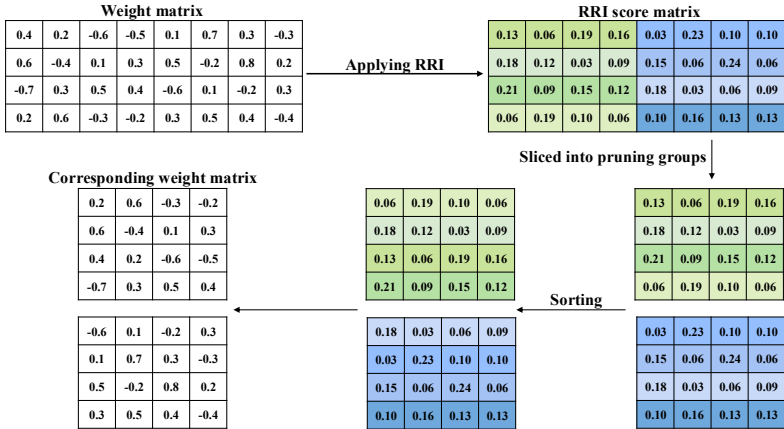 Weight matrix
0.4 0.2 -0.6 -0.5 0.1 0.7 0.3 -0.3
0.6 -0.4 0.1 0.3 0.5 -0.2 0.8 0.2
-0.7 0.3 0.5 0.4 -0.6 0.1 -0.2 0.3
0.2 0.6 -0.3 -0.2 0.3 0.5 0.4 -0.4
Applying RRI
RRI score matrix
0.13 0.06 0.19 0.16 0.03 0.23 0.10 0.10
0.18 0.12 0.03 0.09 0.15 0.06 0.24 0.06
0.21 0.09 0.15 0.12 0.18 0.03 0.06 0.09
0.06 0.19 0.10 0.06 0.10 0.16 0.13 0.13
Sliced into pruning groups
0.13 0.06 0.19 0.16
0.18 0.12 0.03 0.09
0.21 0.09 0.15 0.12
0.06 0.19 0.10 0.06
0.03 0.23 0.10 0.10
0.15 0.06 0.24 0.06
0.18 0.03 0.06 0.09
0.10 0.16 0.13 0.13
Sorting
0.06 0.19 0.10 0.06
0.18 0.12 0.03 0.09
0.13 0.06 0.19 0.16
0.21 0.09 0.15 0.12
0.18 0.03 0.06 0.09
0.03 0.23 0.10 0.10
0.15 0.06 0.24 0.06
0.10 0.16 0.13 0.13
Corresponding weight matrix
0.2 0.6 -0.3 -0.2
0.6 -0.4 0.1 0.3
0.4 0.2 -0.6 -0.5
-0.7 0.3 0.5 0.4
-0.6 0.1 -0.2 0.3
0.1 0.7 0.3 -0.3
0.5 -0.2 0.8 0.2
0.3 0.5 0.4 -0.4